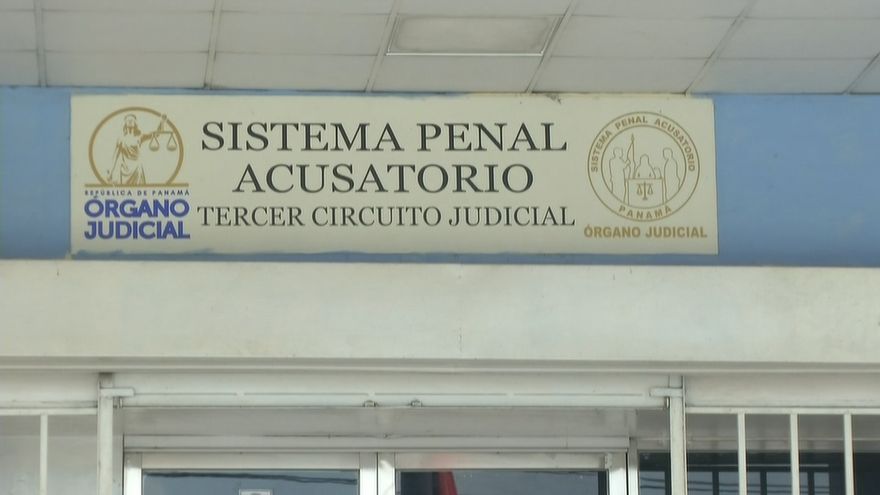 SISTEMA PENAL
ACUSATORIO
TERCER CIRCUITO JUDICIAL
REPÚBLICA DE PANAMÁ
ÓRGANO
JUDICIAL
SISTEMA PENAL ACUSATORIO
PANAMÁ
ÓRGANO JUDICIAL